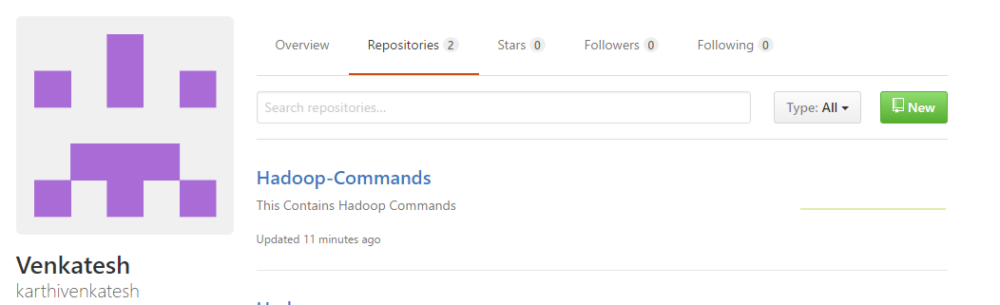 Overview Repositories 2 Stars 0 Followers 0 Following 0
Search repositories...
Type: All
New
Hadoop-Commands
This Contains Hadoop Commands
Updated 11 minutes ago
Venkatesh
karthivenkatesh